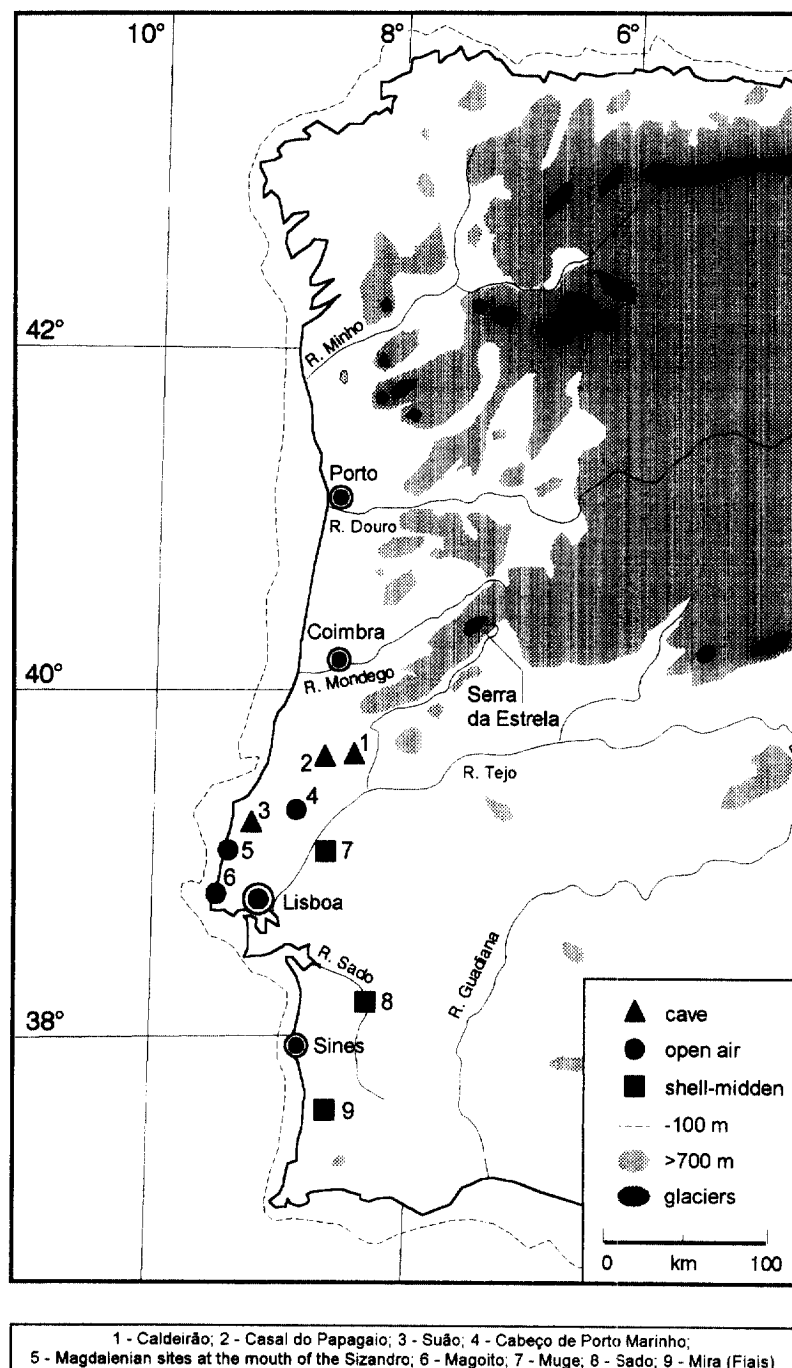 10° 8° 6°
42°
R. Minho
Porto
R. Douro
Coimbra
40°
R. Mondego
Serra
da Estrela
2 1
R. Tejo
4
3
5 7
6
Lisboa
R. Sado
R. Guadiana
8
38°
Sines
9
cave
open air
shell-midden
-100 m
>700 m
glaciers
0 km 100
1 - Caldeirão; 2 - Casal do Papagaio; 3 - Suão; 4 - Cabeço de Porto Marinho;
5 - Magdalenian sites at the mouth of the Sizandro; 6 - Magoito; 7 - Muge; 8 - Sado; 9 - Mira (Fiais)